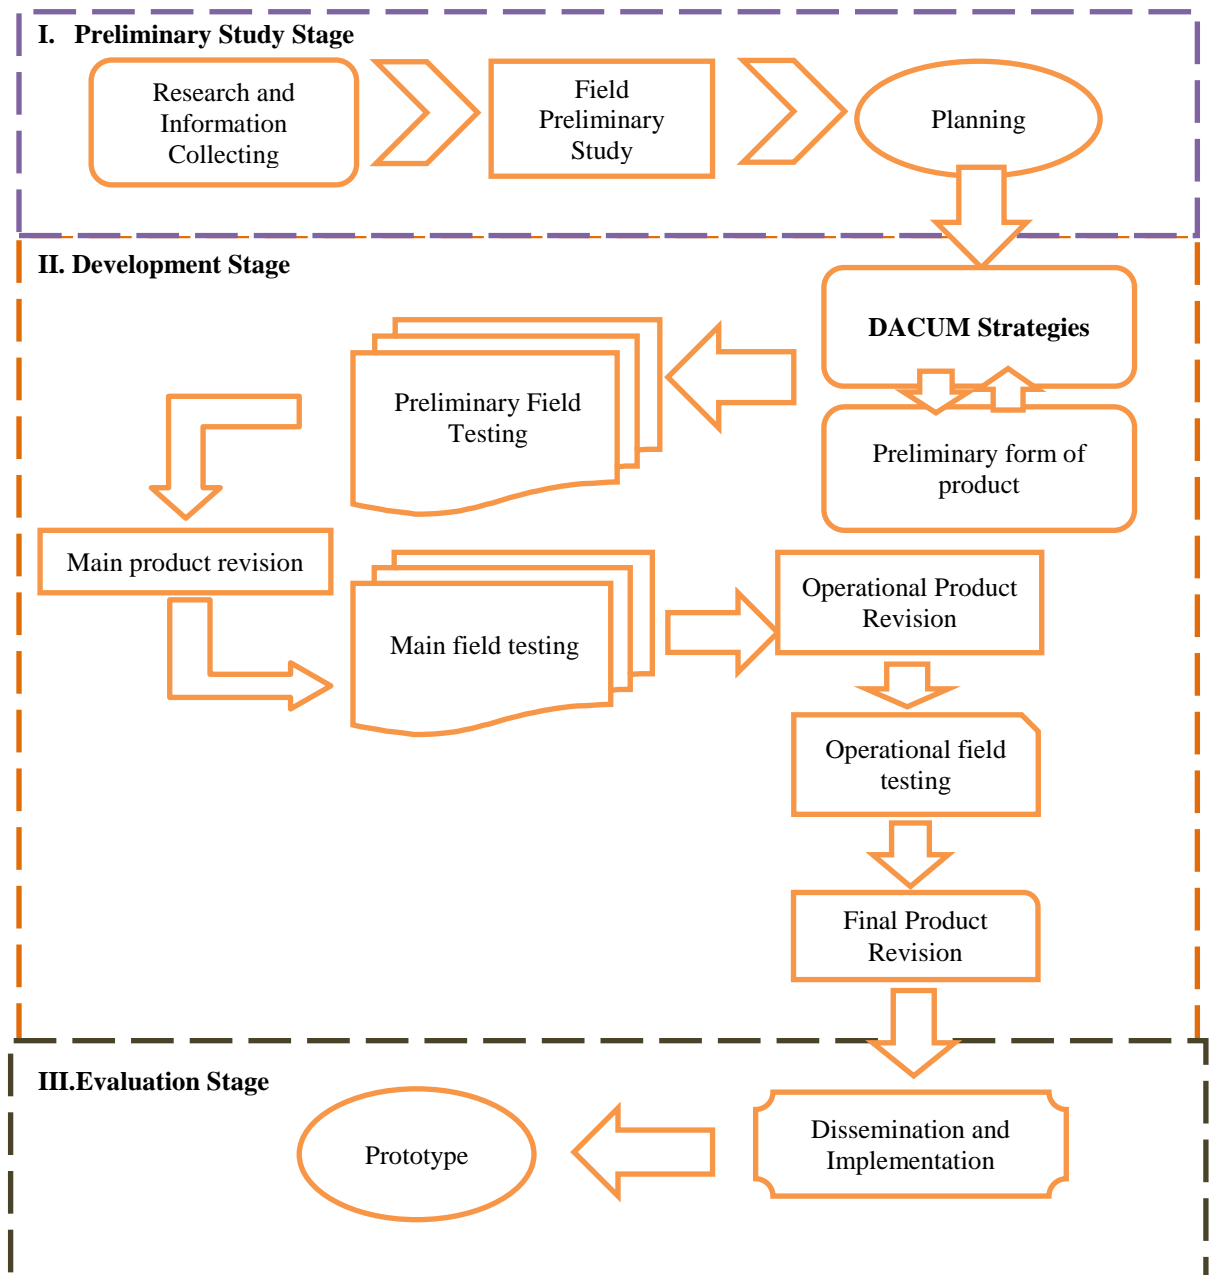 I. Preliminary Study Stage
Research and
Information
Collecting
Field
Preliminary
Study
Planning
II. Development Stage
DACUM Strategies
Preliminary form of
product
Preliminary Field
Testing
Main product revision
Main field testing
Operational Product
Revision
Operational field
testing
Final Product
Revision
III.Evaluation Stage
Dissemination and
Implementation
Prototype